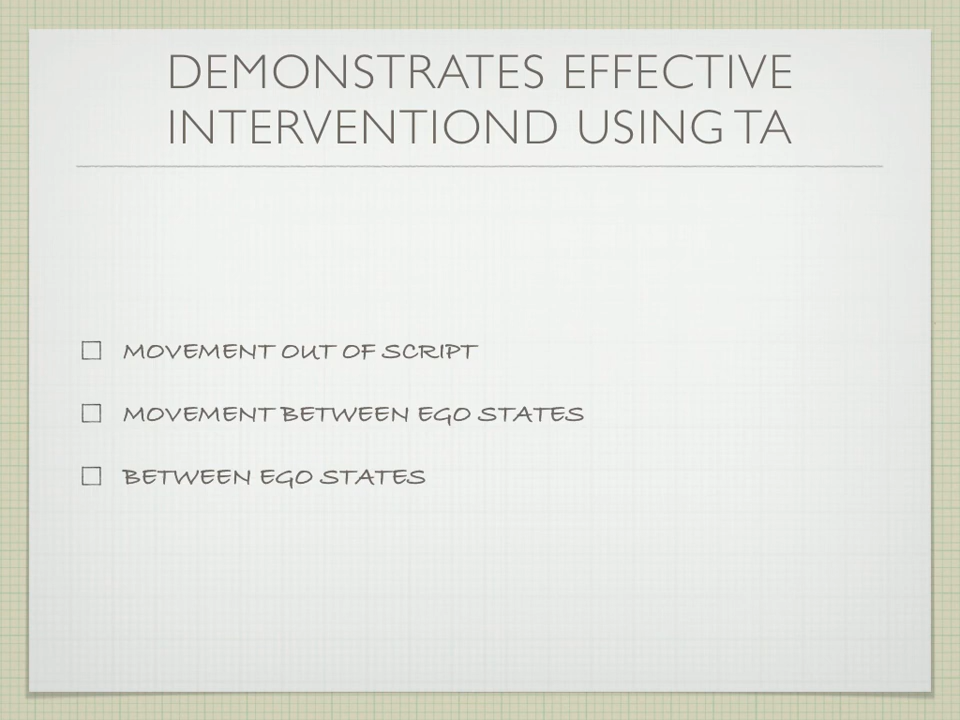 DEMONSTRATES EFFECTIVE
INTERVENTIOND USING TA
MOVEMENT OUT OF SCRIPT
MOVEMENT BETWEEN EGO STATES
BETWEEN EGO STATES